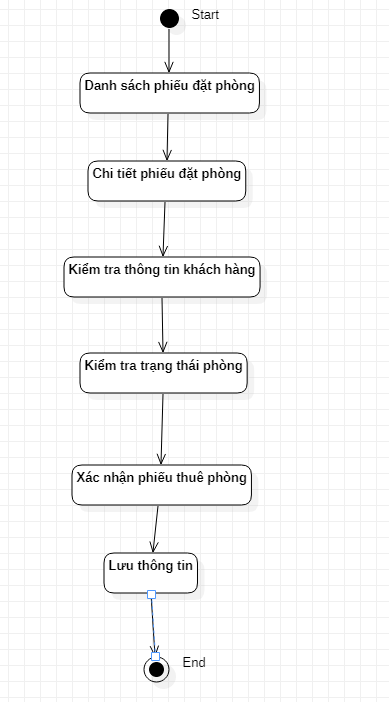 Start
Danh sách phiếu đặt phòng
Chi tiết phiếu đặt phòng
Kiểm tra thông tin khách hàng
Kiểm tra trạng thái phòng
Xác nhận phiếu thuê phòng
Lưu thông tin
End